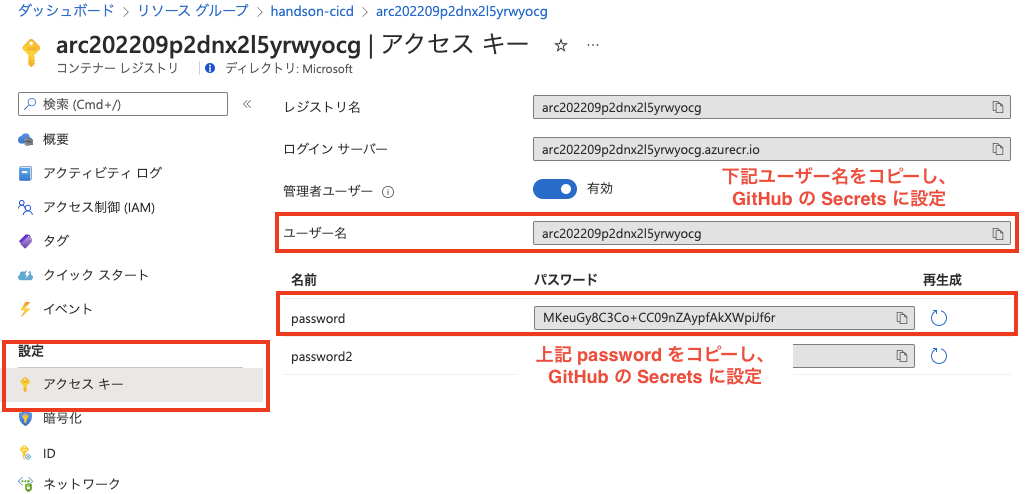 ダッシュボード > リソース グループ > handson-cicd > arc202209p2dnx2l5yrwyocg
arc202209p2dnx2l5yrwyocg | アクセス キー ☆ …
コンテナー レジストリ ディレクトリ: Microsoft
検索 (Cmd+/) «
概要
アクティビティ ログ
アクセス制御 (IAM)
タグ
クイック スタート
イベント
設定
アクセス キー
暗号化
ID
ネットワーク
レジストリ名 arc202209p2dnx2l5yrwyocg
ログイン サーバー arc202209p2dnx2l5yrwyocg.azurecr.io
管理者ユーザー 有効
下記ユーザー名をコピーし、
GitHub の Secrets に設定
ユーザー名 arc202209p2dnx2l5yrwyocg
名前 パスワード 再生成
password MKeuGy8C3Co+CC09nZAypfAkXWpiJf6r
password2
上記 password をコピーし、
GitHub の Secrets に設定